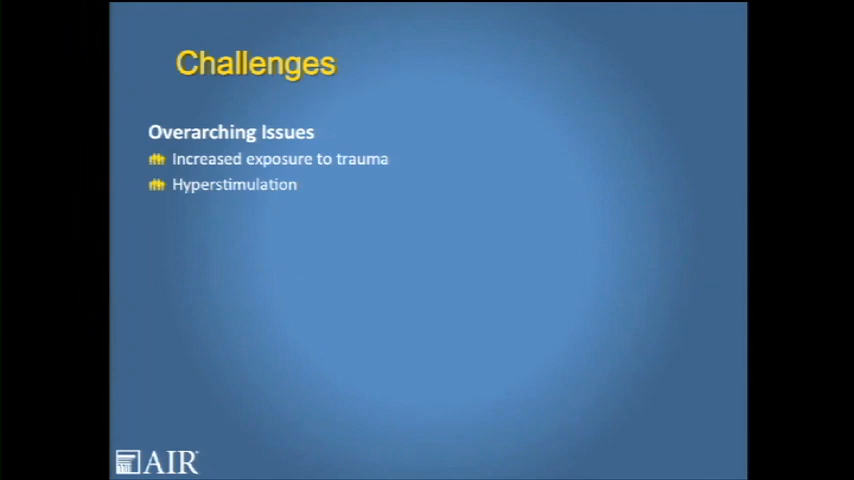 Challenges
Overarching Issues
Increased exposure to trauma
Hyperstimulation
AIR